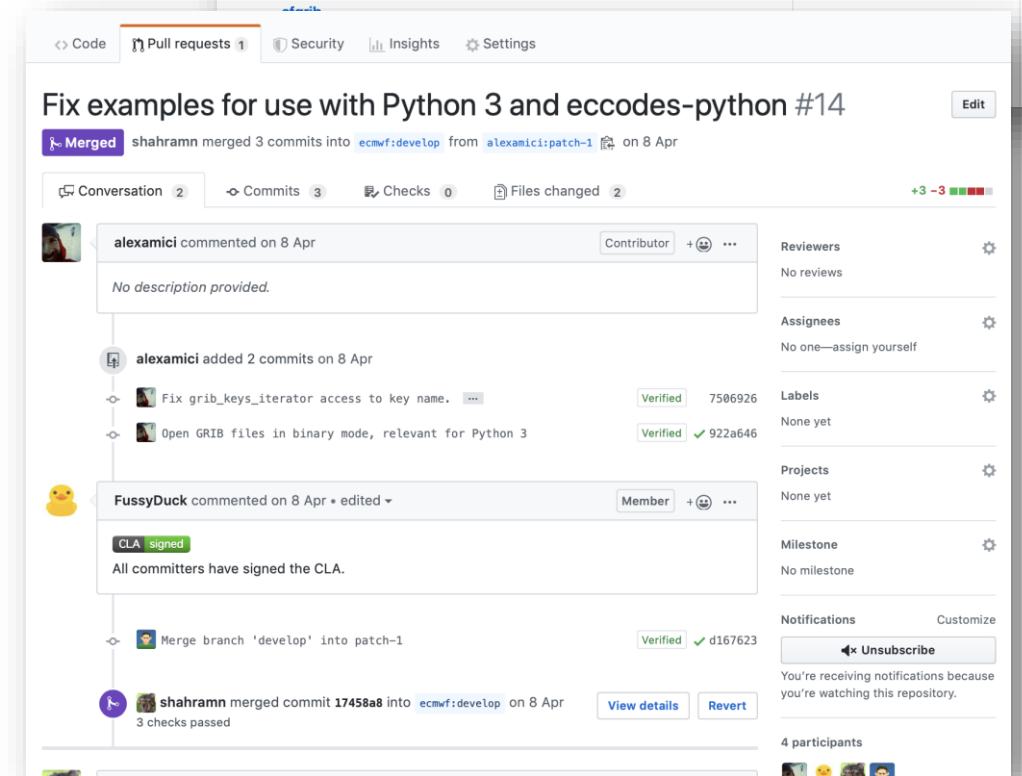 cfgrib
Code Pull requests 1 Security Insights Settings
Fix examples for use with Python 3 and eccodes-python #14
Edit
Merged shahramn merged 3 commits into ecmwf:develop from alexamici:patch-1 on 8 Apr
Conversation 2 Commits 3 Checks 0 Files changed 2
+3 −3
alexamici commented on 8 Apr
Contributor
No description provided.
alexamici added 2 commits on 8 Apr
Fix grib_keys_iterator access to key name. Verified 7506926
Open GRIB files in binary mode, relevant for Python 3 Verified 922a646
FussyDuck commented on 8 Apr • edited
Member
CLA signed
All committers have signed the CLA.
Merge branch 'develop' into patch-1 Verified d167623
shahramn merged commit 17458a8 into ecmwf:develop on 8 Apr
3 checks passed
View details Revert
Reviewers
No reviews
Assignees
No one—assign yourself
Labels
None yet
Projects
None yet
Milestone
No milestone
Notifications Customize
Unsubscribe
You're receiving notifications because
you're watching this repository.
4 participants